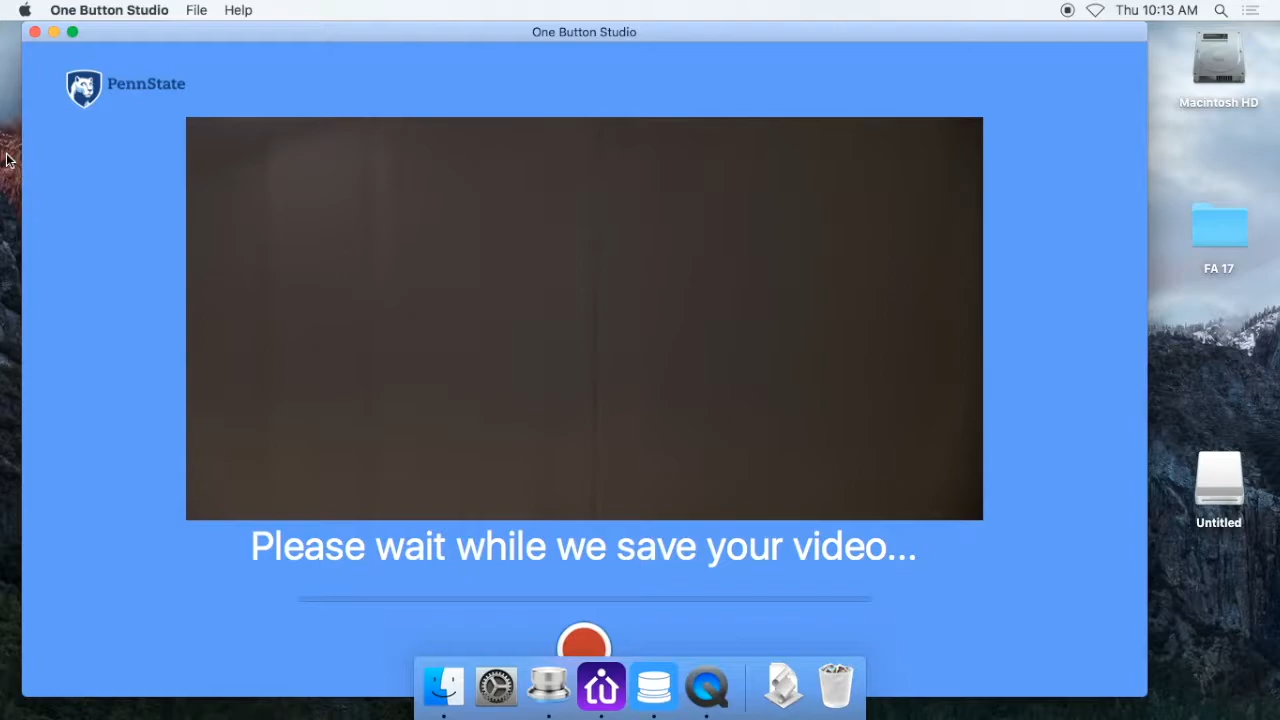 One Button Studio File Help Thu 10:13 AM
One Button Studio
PennState
Macintosh HD
FA 17
Untitled
Please wait while we save your video...